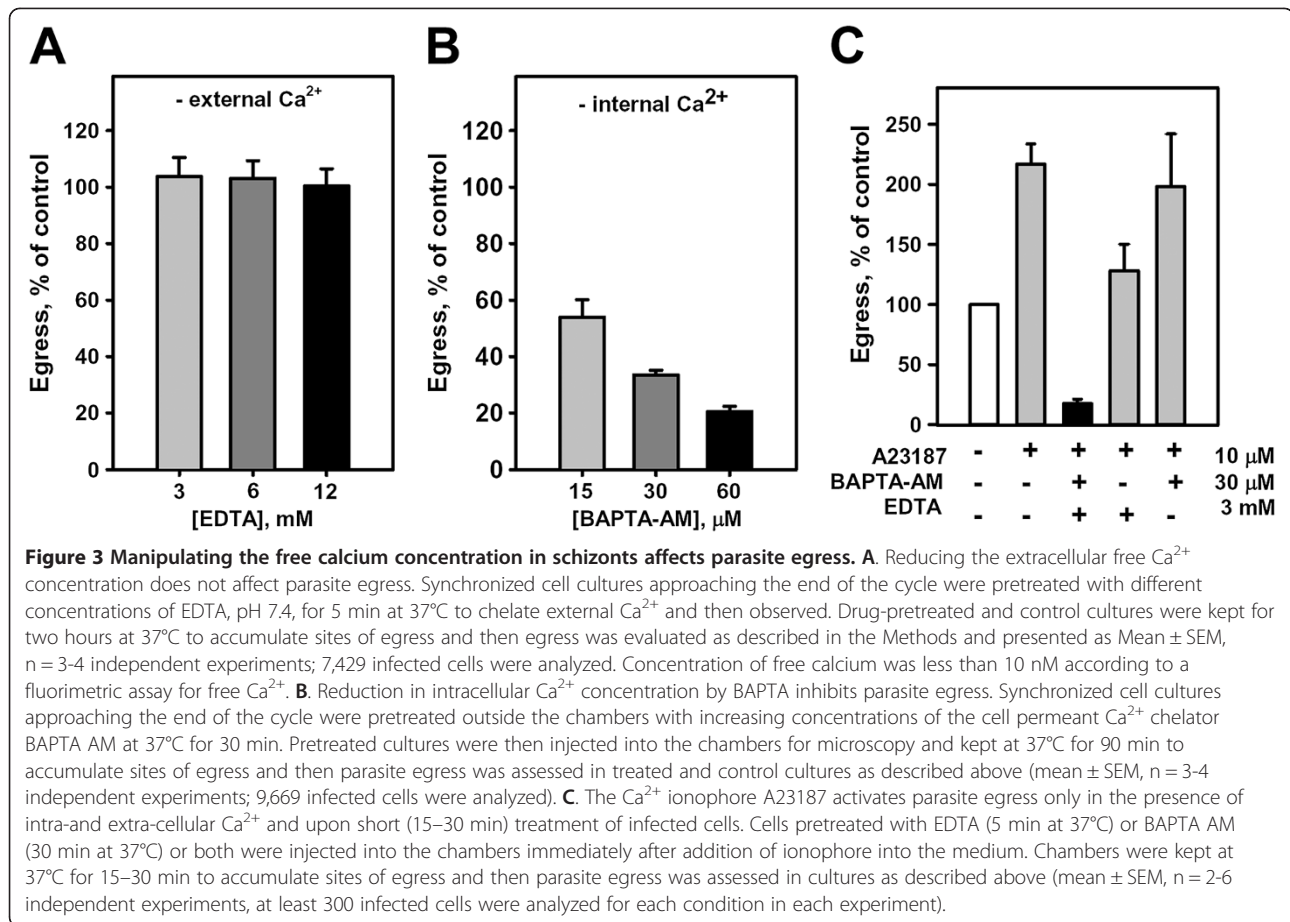 A
- external Ca²⁺
Egress, % of control
120
100
80
60
40
20
0
3 6 12
[EDTA], mM
B
- internal Ca²⁺
Egress, % of control
120
100
80
60
40
20
0
15 30 60
[BAPTA-AM], µM
C
Egress, % of control
250
200
150
100
50
0
A23187 - + + + + 10 µM
BAPTA-AM - - + - + 30 µM
EDTA - - + + - 3 mM
Figure 3 Manipulating the free calcium concentration in schizonts affects parasite egress. A. Reducing the extracellular free Ca²⁺
concentration does not affect parasite egress. Synchronized cell cultures approaching the end of the cycle were pretreated with different
concentrations of EDTA, pH 7.4, for 5 min at 37°C to chelate external Ca²⁺ and then observed. Drug-pretreated and control cultures were kept for
two hours at 37°C to accumulate sites of egress and then egress was evaluated as described in the Methods and presented as Mean ± SEM,
n = 3-4 independent experiments; 7,429 infected cells were analyzed. Concentration of free calcium was less than 10 nM according to a
fluorimetric assay for free Ca²⁺. B. Reduction in intracellular Ca²⁺ concentration by BAPTA inhibits parasite egress. Synchronized cell cultures
approaching the end of the cycle were pretreated outside the chambers with increasing concentrations of the cell permeant Ca²⁺ chelator
BAPTA AM at 37°C for 30 min. Pretreated cultures were then injected into the chambers for microscopy and kept at 37°C for 90 min to
accumulate sites of egress and then parasite egress was assessed in treated and control cultures as described above (mean ± SEM, n = 3-4
independent experiments; 9,669 infected cells were analyzed). C. The Ca²⁺ ionophore A23187 activates parasite egress only in the presence of
intra-and extra-cellular Ca²⁺ and upon short (15–30 min) treatment of infected cells. Cells pretreated with EDTA (5 min at 37°C) or BAPTA AM
(30 min at 37°C) or both were injected into the chambers immediately after addition of ionophore into the medium. Chambers were kept at
37°C for 15–30 min to accumulate sites of egress and then parasite egress was assessed in cultures as described above (mean ± SEM, n = 2-6
independent experiments, at least 300 infected cells were analyzed for each condition in each experiment).